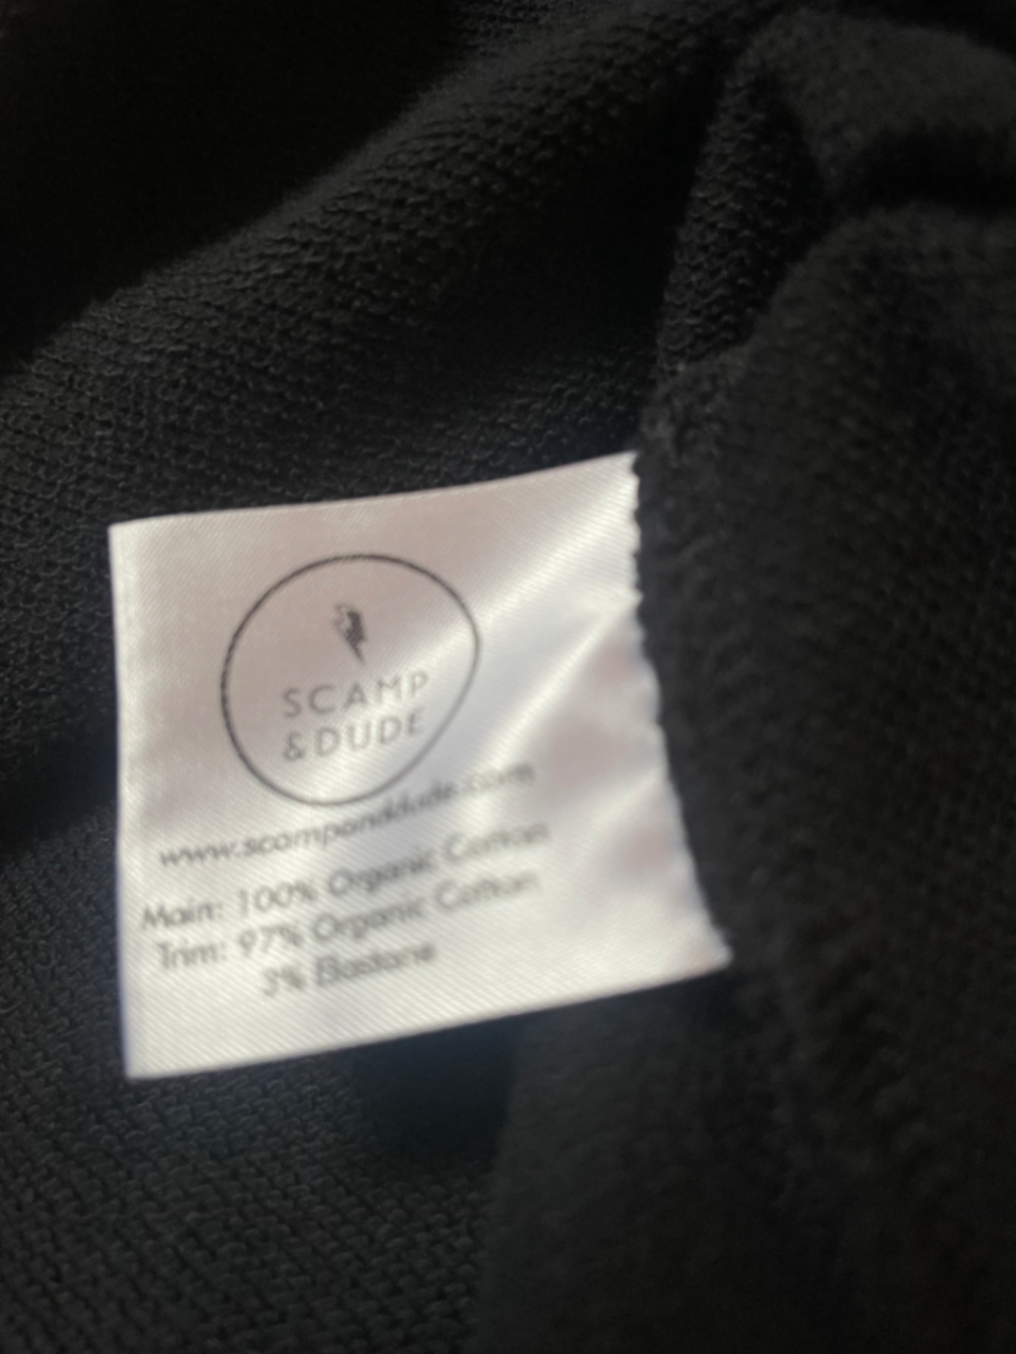 SCAMP
&DUDE
www.scampanddude.com
Main: 100% Organic Cotton
Trim: 97% Organic Cotton
3% Elastane